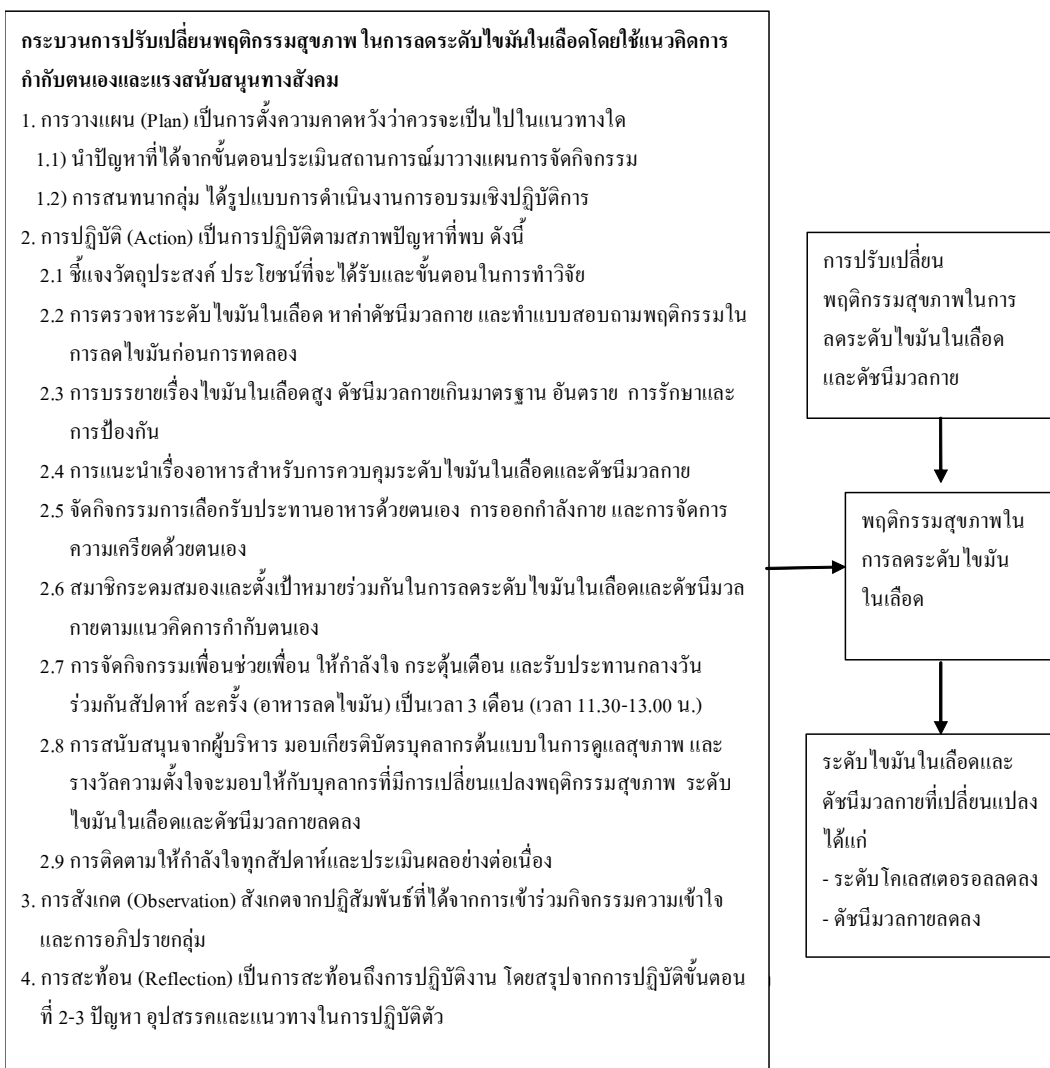 กระบวนการปรับเปลี่ยนพฤติกรรมสุขภาพ ในการลดระดับไขมันในเลือดโดยใช้แนวคิดการ
กำกับตนเองและแรงสนับสนุนทางสังคม
1. การวางแผน (Plan) เป็นการตั้งความคาดหวังว่าควรจะเป็นไปในแนวทางใด
1.1) นำปัญหาที่ได้จากขั้นตอนประเมินสถานการณ์มาวางแผนการจัดกิจกรรม
1.2) การสนทนากลุ่ม ได้รูปแบบการดำเนินงานการอบรมเชิงปฏิบัติการ
2. การปฏิบัติ (Action) เป็นการปฏิบัติตามสภาพปัญหาที่พบ ดังนี้
2.1 ชี้แจงวัตถุประสงค์ ประโยชน์ที่จะได้รับและขั้นตอนในการทำวิจัย
2.2 การตรวจหาระดับไขมันในเลือด หาค่าดัชนีมวลกาย และทำแบบสอบถามพฤติกรรมใน
การลดไขมันก่อนการทดลอง
2.3 การบรรยายเรื่องไขมันในเลือดสูง ดัชนีมวลกายเกินมาตรฐาน อันตราย การรักษาและ
การป้องกัน
2.4 การแนะนำเรื่องอาหารสำหรับการควบคุมระดับไขมันในเลือดและดัชนีมวลกาย
2.5 จัดกิจกรรมการเลือกรับประทานอาหารด้วยตนเอง การออกกำลังกาย และการจัดการ
ความเครียดด้วยตนเอง
2.6 สมาชิกระดมสมองและตั้งเป้าหมายร่วมกันในการลดระดับไขมันในเลือดและดัชนีมวล
กายตามแนวคิดการกำกับตนเอง
2.7 การจัดกิจกรรมเพื่อนช่วยเพื่อน ให้กำลังใจ กระตุ้นเตือน และรับประทานกลางวัน
ร่วมกันสัปดาห์ ละครั้ง (อาหารลดไขมัน) เป็นเวลา 3 เดือน (เวลา 11.30-13.00 น.)
2.8 การสนับสนุนจากผู้บริหาร มอบเกียรติบัตรบุคลากรต้นแบบในการดูแลสุขภาพ และ
รางวัลความตั้งใจจะมอบให้กับบุคลากรที่มีการเปลี่ยนแปลงพฤติกรรมสุขภาพ ระดับ
ไขมันในเลือดและดัชนีมวลกายลดลง
2.9 การติดตามให้กำลังใจทุกสัปดาห์และประเมินผลอย่างต่อเนื่อง
3. การสังเกต (Observation) สังเกตจากปฏิสัมพันธ์ที่ได้จากการเข้าร่วมกิจกรรมความเข้าใจ
และการอภิปรายกลุ่ม
4. การสะท้อน (Reflection) เป็นการสะท้อนถึงการปฏิบัติงาน โดยสรุปจากการปฏิบัติขั้นตอน
ที่ 2-3 ปัญหา อุปสรรคและแนวทางในการปฏิบัติตัว
การปรับเปลี่ยน
พฤติกรรมสุขภาพในการ
ลดระดับไขมันในเลือด
และดัชนีมวลกาย
พฤติกรรมสุขภาพใน
การลดระดับไขมัน
ในเลือด
ระดับไขมันในเลือดและ
ดัชนีมวลกายที่เปลี่ยนแปลง
ได้แก่
- ระดับโคเลสเตอรอลลดลง
- ดัชนีมวลกายลดลง